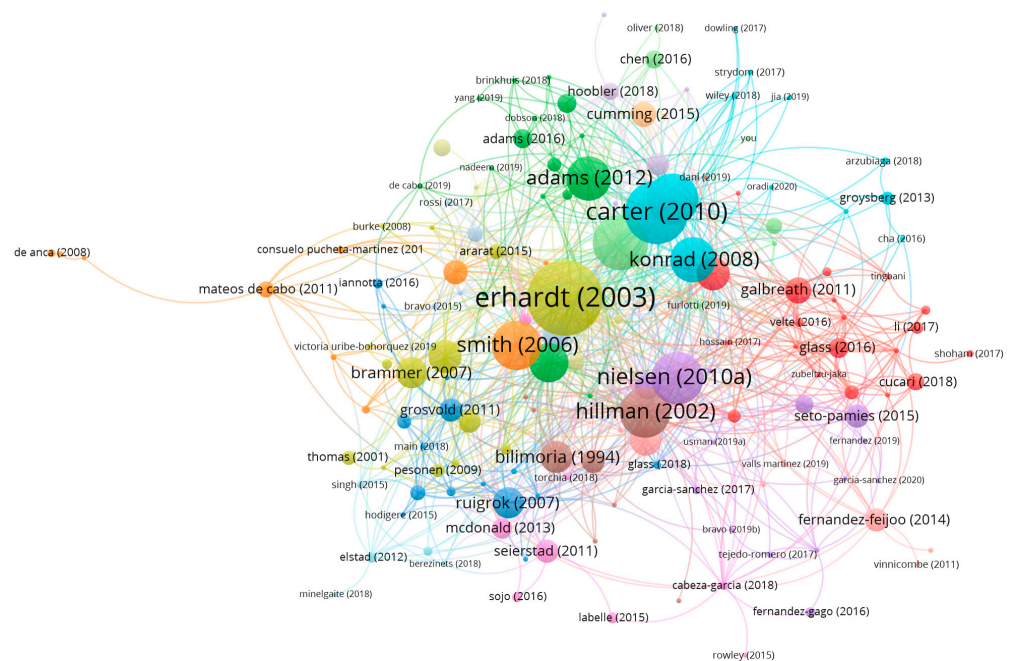 oliver (2018)
dowling (2017)
chen (2016)
strydom (2017)
brinkhuis (2018)
hoobler (2018)
wiley (2018)
jia (2019)
yang (2019)
cumming (2015)
dobson (2018)
adams (2016)
you
arzubiaga (2018)
nadeem (2019)
adams (2012)
dani (2019)
oradi (2020)
de cabo (2019)
groysberg (2013)
rossi (2017)
carter (2010)
burke (2008)
cha (2016)
de anca (2008)
consuelo pucheta-martinez (201
ararat (2015)
konrad (2008)
tingbani
mateos de cabo (2011)
iannotta (2016)
galbreath (2011)
erhardt (2003)
bravo (2015)
furlotti (2019)
velte (2016)
li (2017)
hossain (2017)
victoria uribe-bohorquez (2019
smith (2006)
glass (2016)
shoham (2017)
brammer (2007)
zubeltzu-jaka
nielsen (2010a)
cucari (2018)
grosvold (2011)
hillman (2002)
seto-pamies (2015)
main (2018)
usman (2019a)
fernandez (2019)
thomas (2001)
bilimoria (1994)
pesonen (2009)
glass (2018)
valls martinez (2019)
torchia (2018)
singh (2015)
garcia-sanchez (2017)
garcia-sanchez (2020)
ruigrok (2007)
hodigere (2015)
fernandez-feijoo (2014)
mcdonald (2013)
bravo (2019b)
seierstad (2011)
elstad (2012)
tejedo-romero (2017)
berezinets (2018)
vinnicombe (2011)
cabeza-garcia (2018)
minelgaite (2018)
sojo (2016)
fernandez-gago (2016)
labelle (2015)
rowley (2015)